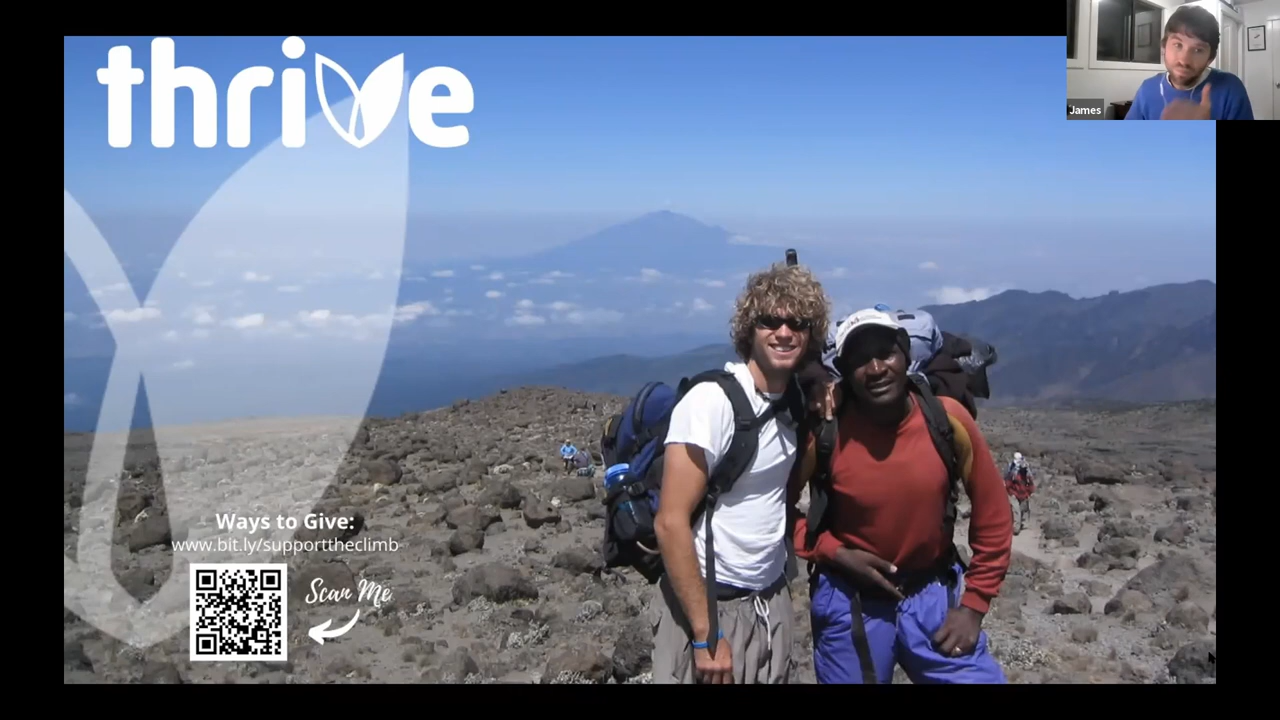 thrive
James
Ways to Give:
www.bit.ly/supporttheclimb
Scan Me